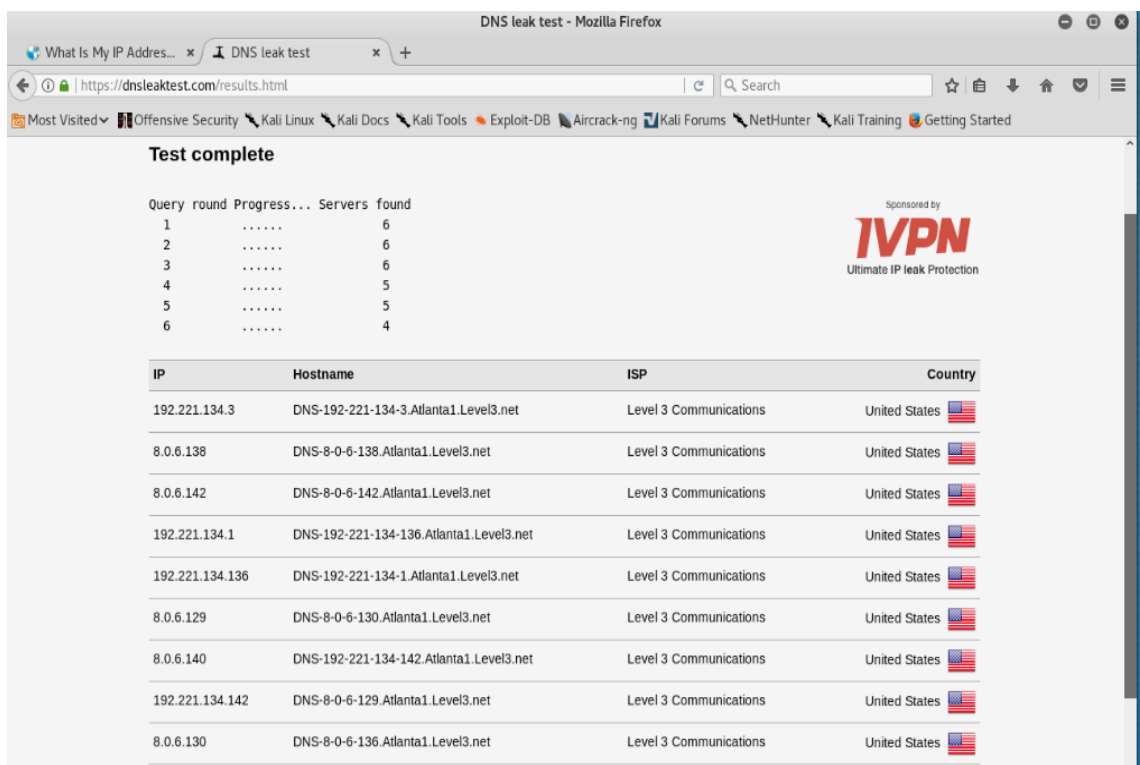 DNS leak test - Mozilla Firefox
What Is My IP Addres... × DNS leak test × +
https://dnsleaktest.com/results.html Search
Most Visited Offensive Security Kali Linux Kali Docs Kali Tools Exploit-DB Aircrack-ng Kali Forums NetHunter Kali Training Getting Started
Test complete
Query round Progress... Servers found
1 ...... 6
2 ...... 6
3 ...... 6
4 ...... 5
5 ...... 5
6 ...... 4
Sponsored by
IVPN
Ultimate IP leak Protection
IP Hostname ISP Country
192.221.134.3 DNS-192-221-134-3.Atlanta1.Level3.net Level 3 Communications United States
8.0.6.138 DNS-8-0-6-138.Atlanta1.Level3.net Level 3 Communications United States
8.0.6.142 DNS-8-0-6-142.Atlanta1.Level3.net Level 3 Communications United States
192.221.134.1 DNS-192-221-134-136.Atlanta1.Level3.net Level 3 Communications United States
192.221.134.136 DNS-192-221-134-1.Atlanta1.Level3.net Level 3 Communications United States
8.0.6.129 DNS-8-0-6-130.Atlanta1.Level3.net Level 3 Communications United States
8.0.6.140 DNS-192-221-134-142.Atlanta1.Level3.net Level 3 Communications United States
192.221.134.142 DNS-8-0-6-129.Atlanta1.Level3.net Level 3 Communications United States
8.0.6.130 DNS-8-0-6-136.Atlanta1.Level3.net Level 3 Communications United States